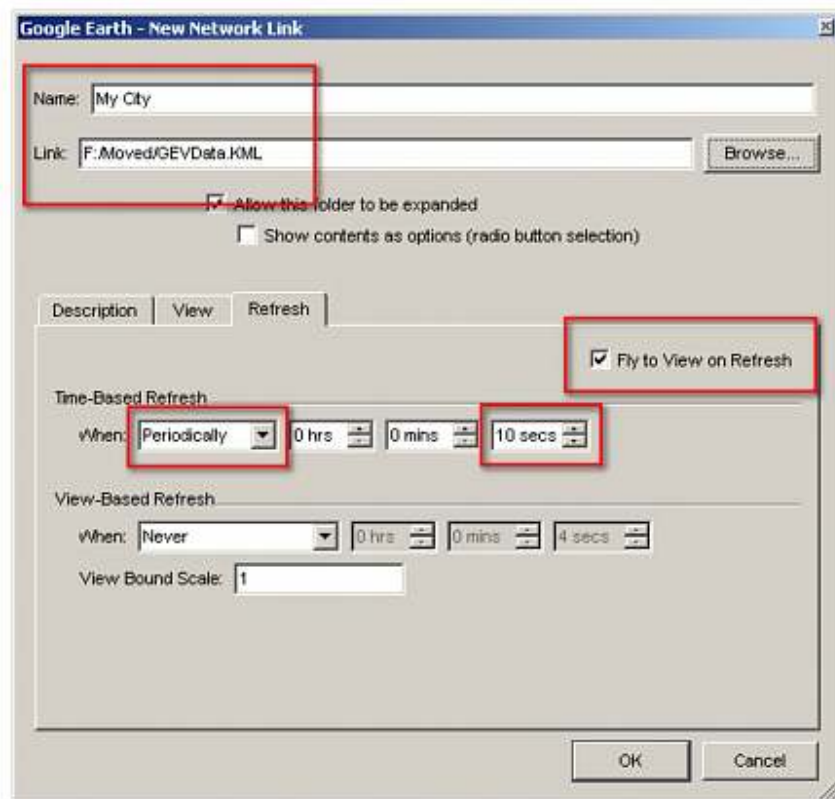 Google Earth - New Network Link
Name: My City
Link: F:/Moved/GEVData.KML Browse...
Allow this folder to be expanded
Show contents as options (radio button selection)
Description View Refresh
Fly to View on Refresh
Time-Based Refresh
When: Periodically 0 hrs 0 mins 10 secs
View-Based Refresh
When: Never 0 hrs 0 mins 4 secs
View Bound Scale: 1
OK Cancel